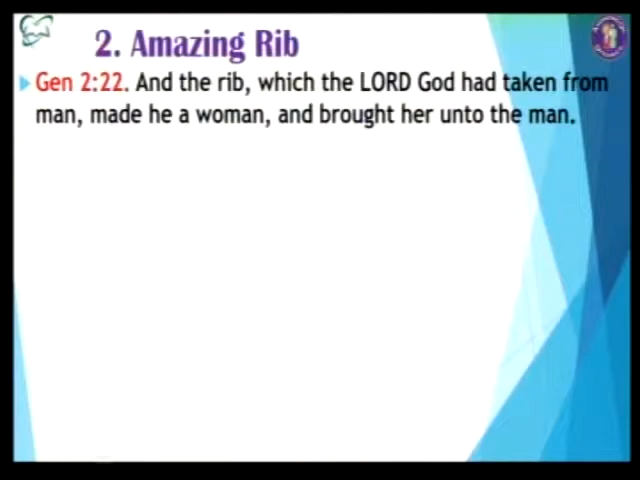 2. Amazing Rib
Gen 2:22. And the rib, which the LORD God had taken from
man, made he a woman, and brought her unto the man.